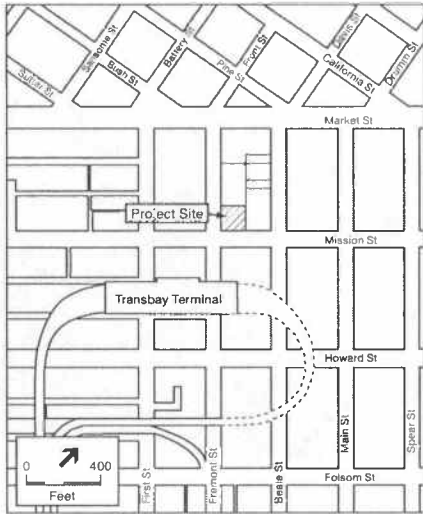 Sutter St
Sansome St
Bush St
Battery St
Pine St
Front St
California St
Davis St
Drumm St
Market St
Project Site
Mission St
Transbay Terminal
Howard St
First St
Fremont St
Beale St
Main St
Spear St
Folsom St
0 400
Feet